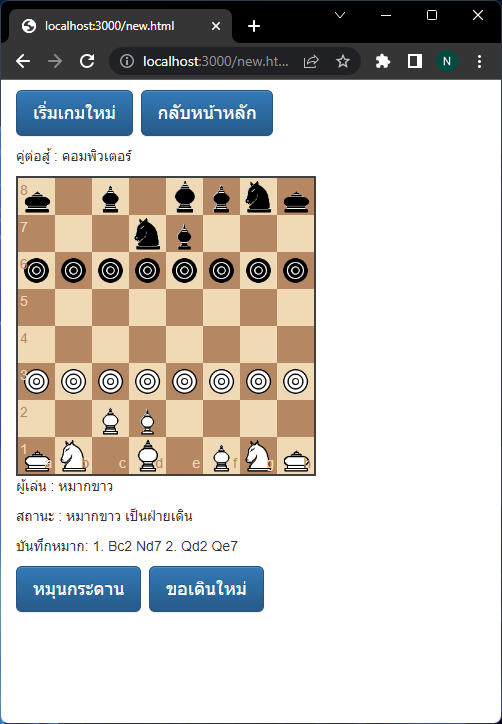 localhost:3000/new.html
localhost:3000/new.ht...
N
เริ่มเกมใหม่ กลับหน้าหลัก
คู่ต่อสู้ : คอมพิวเตอร์
8
7
6
5
4
3
2
1
a b c d e f g h
ผู้เล่น : หมากขาว
สถานะ : หมากขาว เป็นฝ่ายเดิน
บันทึกหมาก: 1. Bc2 Nd7 2. Qd2 Qe7
หมุนกระดาน ขอเดินใหม่